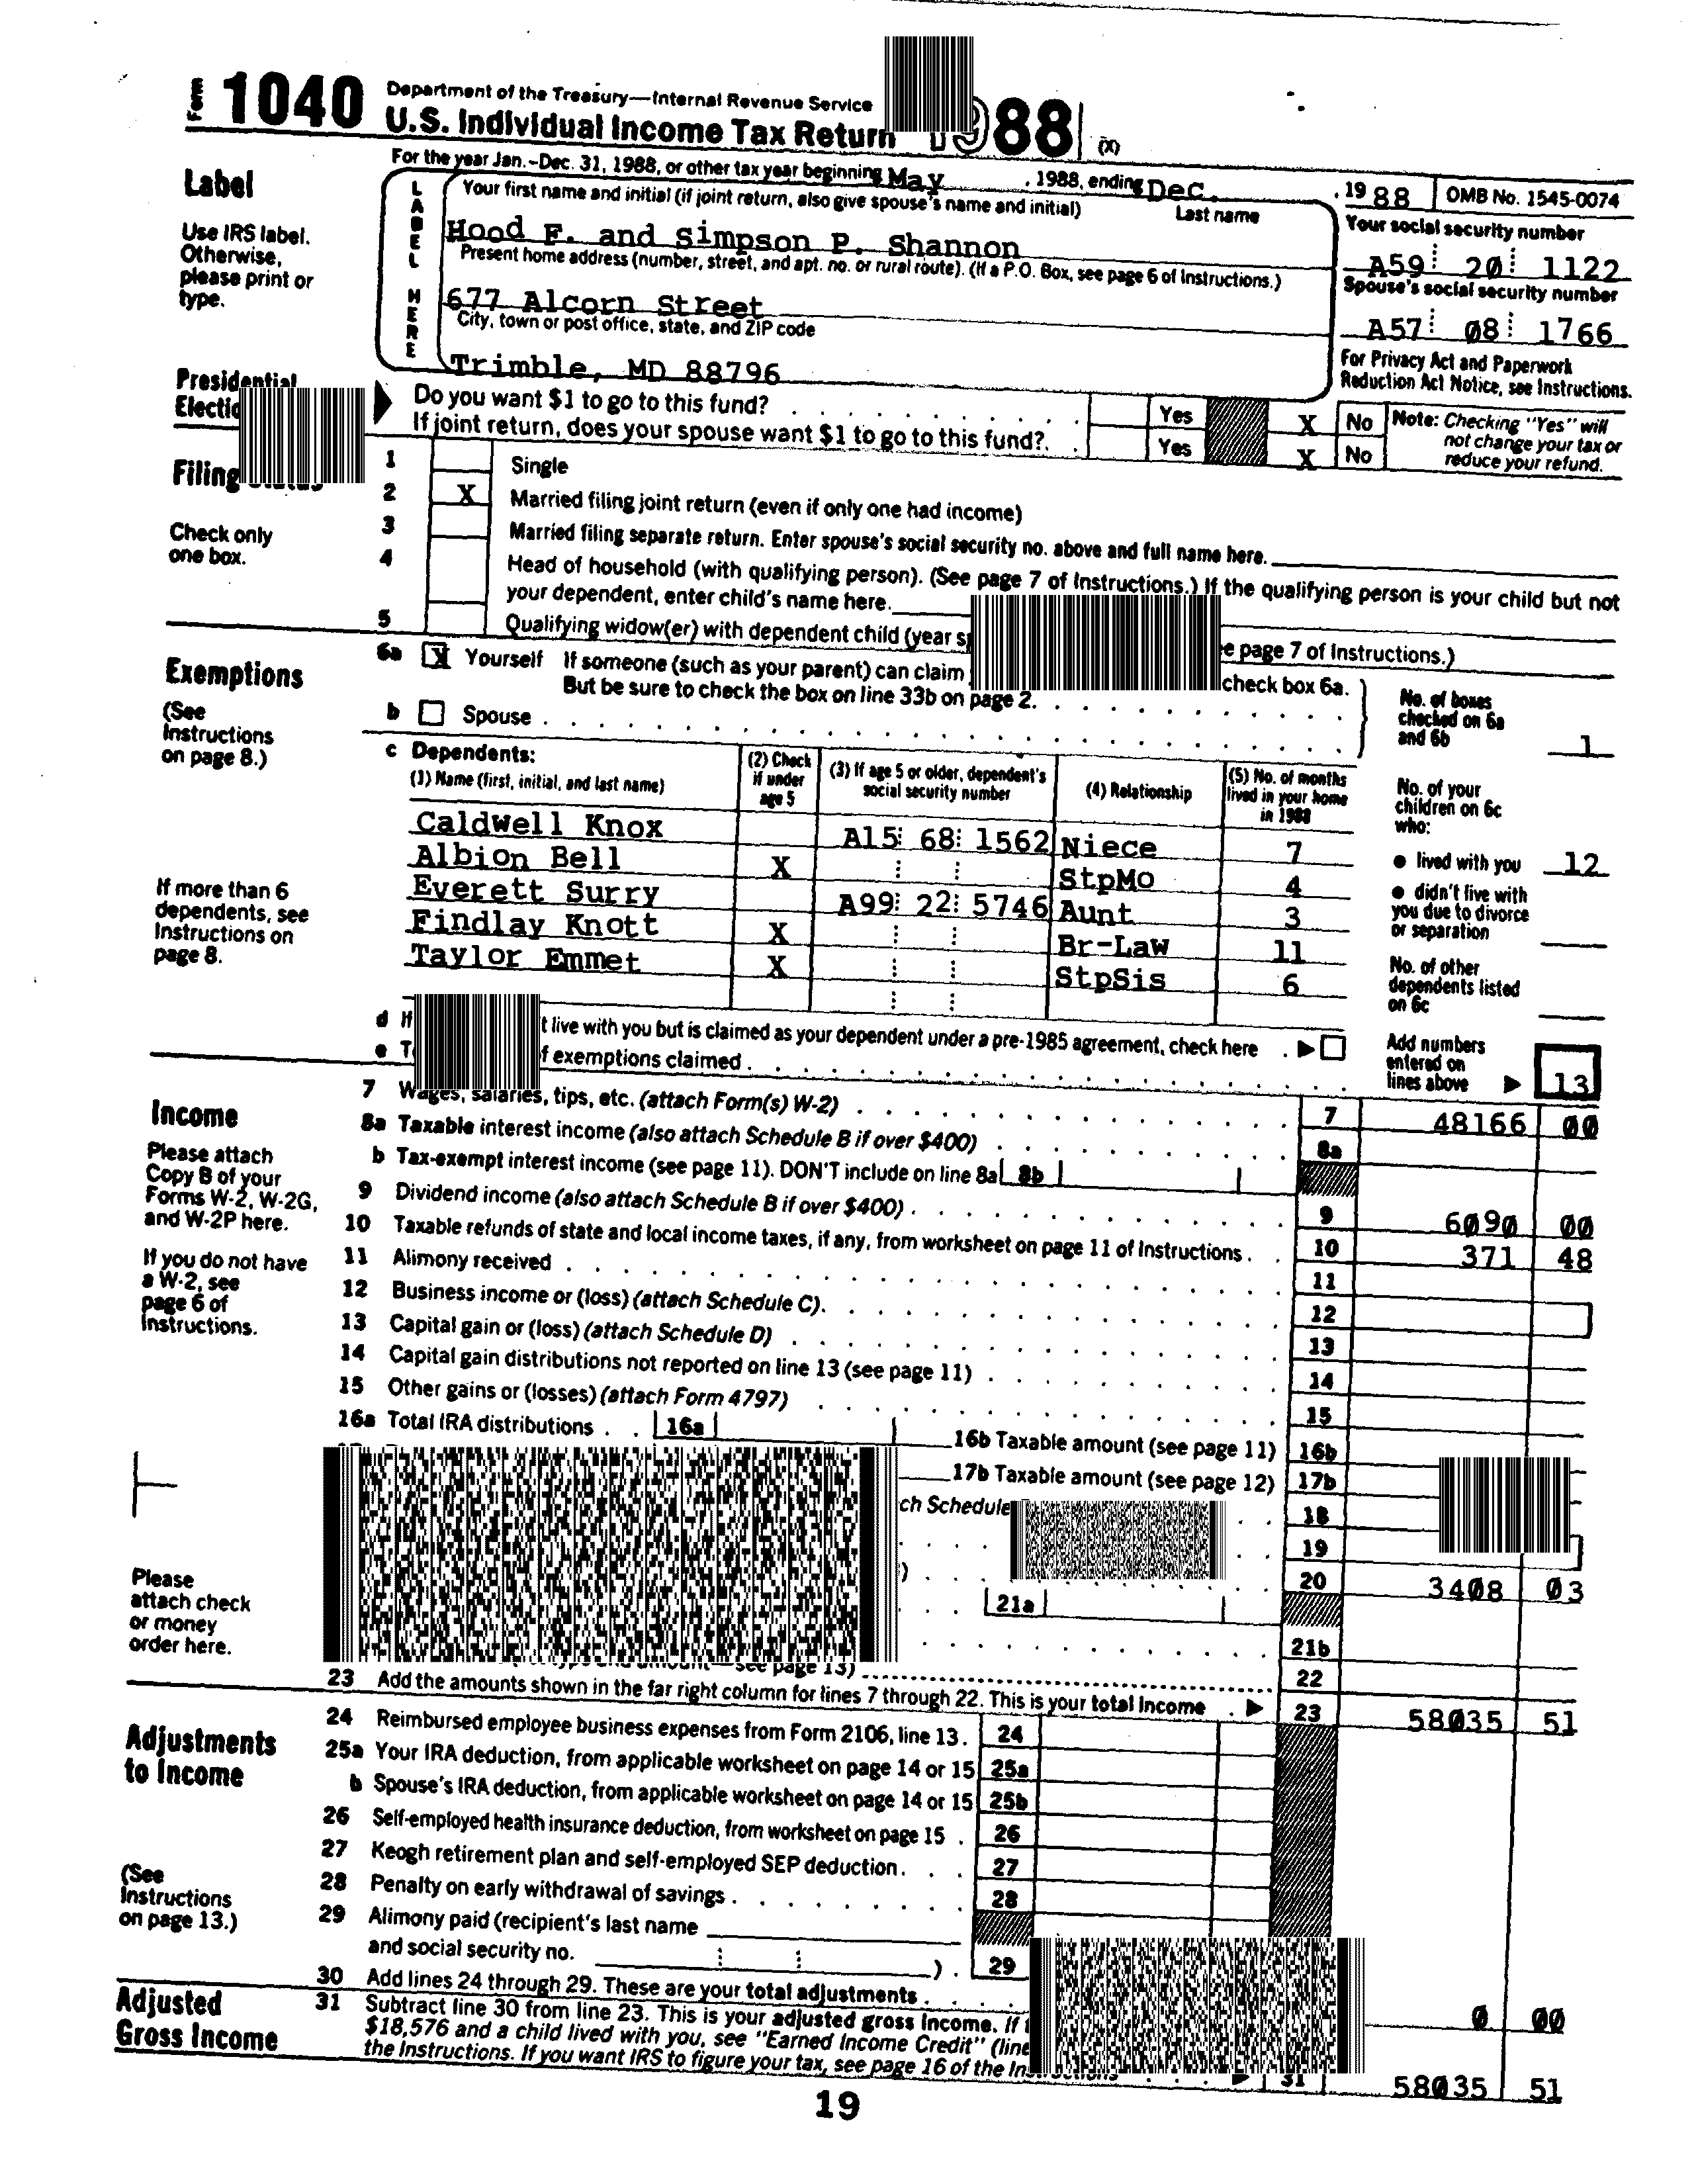 Form 1040 Department of the Treasury—Internal Revenue Service
U.S. Individual Income Tax Return 1988 (X)
For the year Jan.-Dec. 31, 1988, or other tax year beginning May , 1988, ending Dec. , 19 88 OMB No. 1545-0074
Label
Use IRS label.
Otherwise,
please print or
type.
LABEL HERE
Your first name and initial (if joint return, also give spouse's name and initial) Last name
Hood F. and Simpson P. Shannon
Your social security number
A59 20 1122
Present home address (number, street, and apt. no. or rural route). (If a P.O. Box, see page 6 of Instructions.)
677 Alcorn Street
Spouse's social security number
A57 08 1766
City, town or post office, state, and ZIP code
Trimble, MD 88796
For Privacy Act and Paperwork
Reduction Act Notice, see Instructions.
Presidential
Do you want $1 to go to this fund? Yes X No
If joint return, does your spouse want $1 to go to this fund? Yes X No
Note: Checking "Yes" will
not change your tax or
reduce your refund.
Filing
Check only
one box.
1 Single
2 X Married filing joint return (even if only one had income)
3 Married filing separate return. Enter spouse's social security no. above and full name here.
4 Head of household (with qualifying person). (See page 7 of Instructions.) If the qualifying person is your child but not
your dependent, enter child's name here.
5 Qualifying widow(er) with dependent child (year page 7 of Instructions.)
Exemptions
(See
Instructions
on page 8.)
If more than 6
dependents, see
Instructions on
page 8.
6a X Yourself If someone (such as your parent) can claim check box 6a.
But be sure to check the box on line 33b on page 2.
b Spouse
No. of boxes
checked on 6a
and 6b 1
c Dependents:
(1) Name (first, initial, and last name) (2) Check if under age 5 (3) If age 5 or older, dependent's social security number (4) Relationship (5) No. of months lived in your home in 1988
Caldwell Knox A15 68 1562 Niece 7
Albion Bell X StpMo 4
Everett Surry A99 22 5746 Aunt 3
Findlay Knott X Br-Law 11
Taylor Emmet X StpSis 6
No. of your
children on 6c
who:
● lived with you 12
● didn't live with
you due to divorce
or separation
No. of other
dependents listed
on 6c
d If live with you but is claimed as your dependent under a pre-1985 agreement, check here
e of exemptions claimed
Add numbers
entered on
lines above 13
Income
Please attach
Copy B of your
Forms W-2, W-2G,
and W-2P here.
If you do not have
a W-2, see
page 6 of
Instructions.
Please
attach check
or money
order here.
7 Wages, salaries, tips, etc. (attach Form(s) W-2) 7 48166 00
8a Taxable interest income (also attach Schedule B if over $400) 8a
b Tax-exempt interest income (see page 11). DON'T include on line 8a 8b
9 Dividend income (also attach Schedule B if over $400) 9 6090 00
10 Taxable refunds of state and local income taxes, if any, from worksheet on page 11 of Instructions 10 371 48
11 Alimony received 11
12 Business income or (loss) (attach Schedule C) 12
13 Capital gain or (loss) (attach Schedule D) 13
14 Capital gain distributions not reported on line 13 (see page 11) 14
15 Other gains or (losses) (attach Form 4797) 15
16a Total IRA distributions 16a 16b Taxable amount (see page 11) 16b
17b Taxable amount (see page 12) 17b
Schedule 18
19
20 3408 03
21a
21b
see page 13) 22
23 Add the amounts shown in the far right column for lines 7 through 22. This is your total income 23 58035 51
Adjustments
to Income
(See
Instructions
on page 13.)
24 Reimbursed employee business expenses from Form 2106, line 13. 24
25a Your IRA deduction, from applicable worksheet on page 14 or 15 25a
b Spouse's IRA deduction, from applicable worksheet on page 14 or 15 25b
26 Self-employed health insurance deduction, from worksheet on page 15 26
27 Keogh retirement plan and self-employed SEP deduction 27
28 Penalty on early withdrawal of savings 28
29 Alimony paid (recipient's last name
and social security no. ) 29
30 Add lines 24 through 29. These are your total adjustments 0 00
Adjusted
Gross Income
31 Subtract line 30 from line 23. This is your adjusted gross income. If
$18,576 and a child lived with you, see "Earned Income Credit" (line
the Instructions. If you want IRS to figure your tax, see page 16 of the 31 58035 51
19